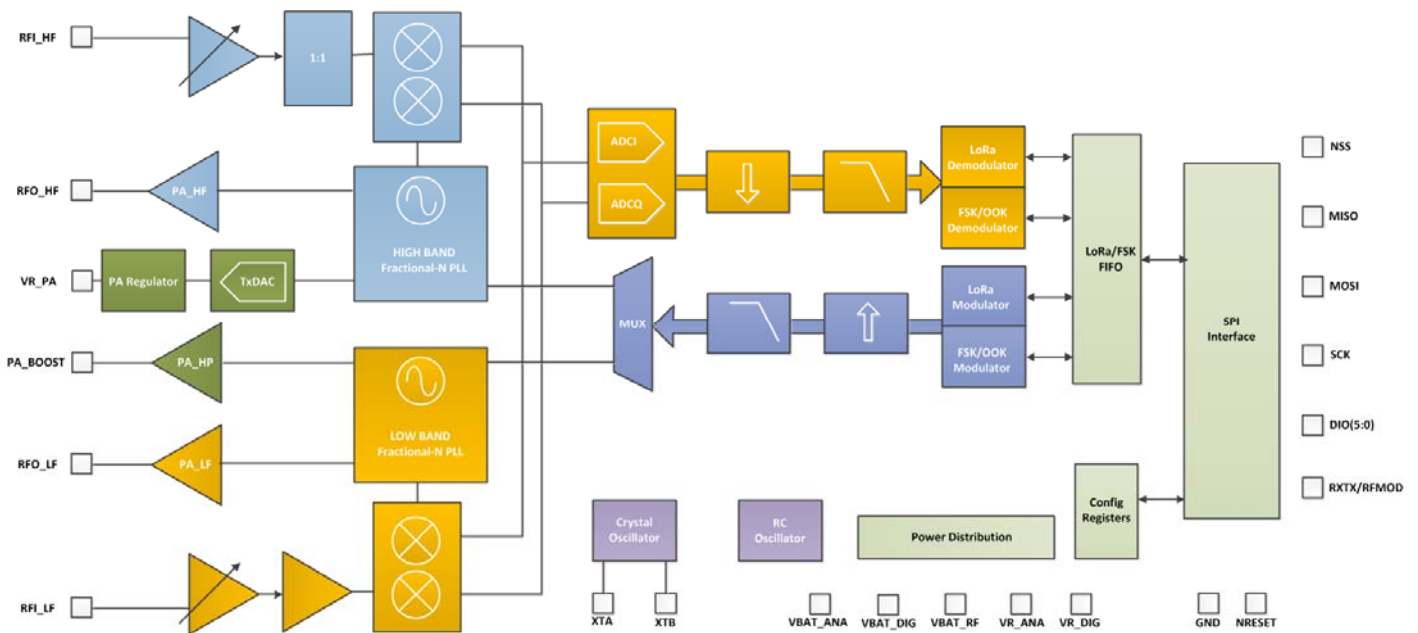 RFI_HF
1:1
ADCI
ADCQ
LoRa
Demodulator
FSK/OOK
Demodulator
NSS
RFO_HF
PA_HF
MISO
HIGH BAND
Fractional-N PLL
LoRa/FSK
FIFO
VR_PA
PA Regulator
TxDAC
MUX
LoRa
Modulator
FSK/OOK
Modulator
MOSI
SPI
Interface
PA_BOOST
PA_HP
SCK
LOW BAND
Fractional-N PLL
DIO(5:0)
RFO_LF
PA_LF
RXTX/RFMOD
Crystal
Oscillator
RC
Oscillator
Power Distribution
Config
Registers
RFI_LF
XTA
XTB
VBAT_ANA
VBAT_DIG
VBAT_RF
VR_ANA
VR_DIG
GND
NRESET